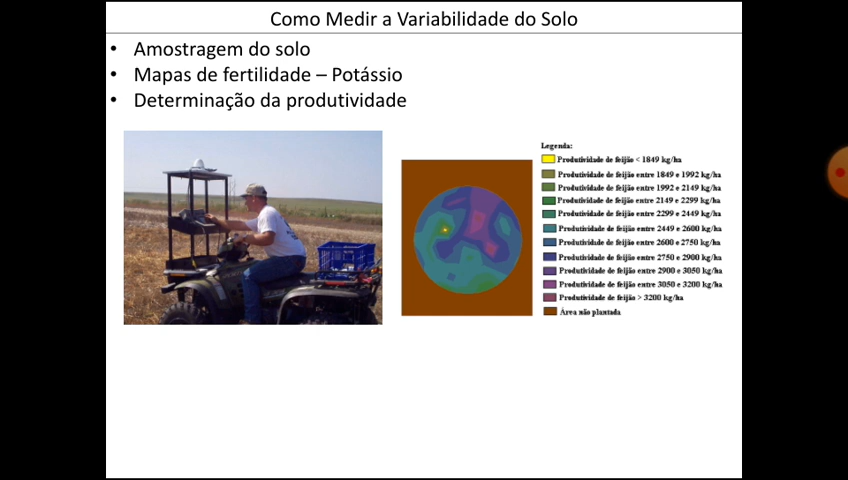 Como Medir a Variabilidade do Solo
• Amostragem do solo
• Mapas de fertilidade – Potássio
• Determinação da produtividade
Legenda:
Produtividade de feijão < 1849 kg/ha
Produtividade de feijão entre 1849 e 1992 kg/ha
Produtividade de feijão entre 1992 e 2149 kg/ha
Produtividade de feijão entre 2149 e 2299 kg/ha
Produtividade de feijão entre 2299 e 2449 kg/ha
Produtividade de feijão entre 2449 e 2600 kg/ha
Produtividade de feijão entre 2600 e 2750 kg/ha
Produtividade de feijão entre 2750 e 2900 kg/ha
Produtividade de feijão entre 2900 e 3050 kg/ha
Produtividade de feijão entre 3050 e 3200 kg/ha
Produtividade de feijão > 3200 kg/ha
Área não plantada